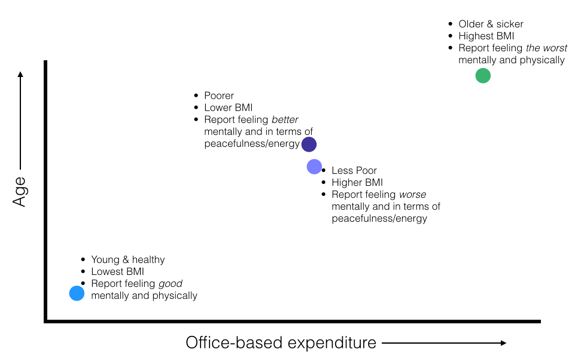 • Older & sicker
• Highest BMI
• Report feeling the worst
mentally and physically
• Poorer
• Lower BMI
• Report feeling better
mentally and in terms of
peacefulness/energy
• Less Poor
• Higher BMI
• Report feeling worse
mentally and in terms of
peacefulness/energy
Age
• Young & healthy
• Lowest BMI
• Report feeling good
mentally and physically
Office-based expenditure